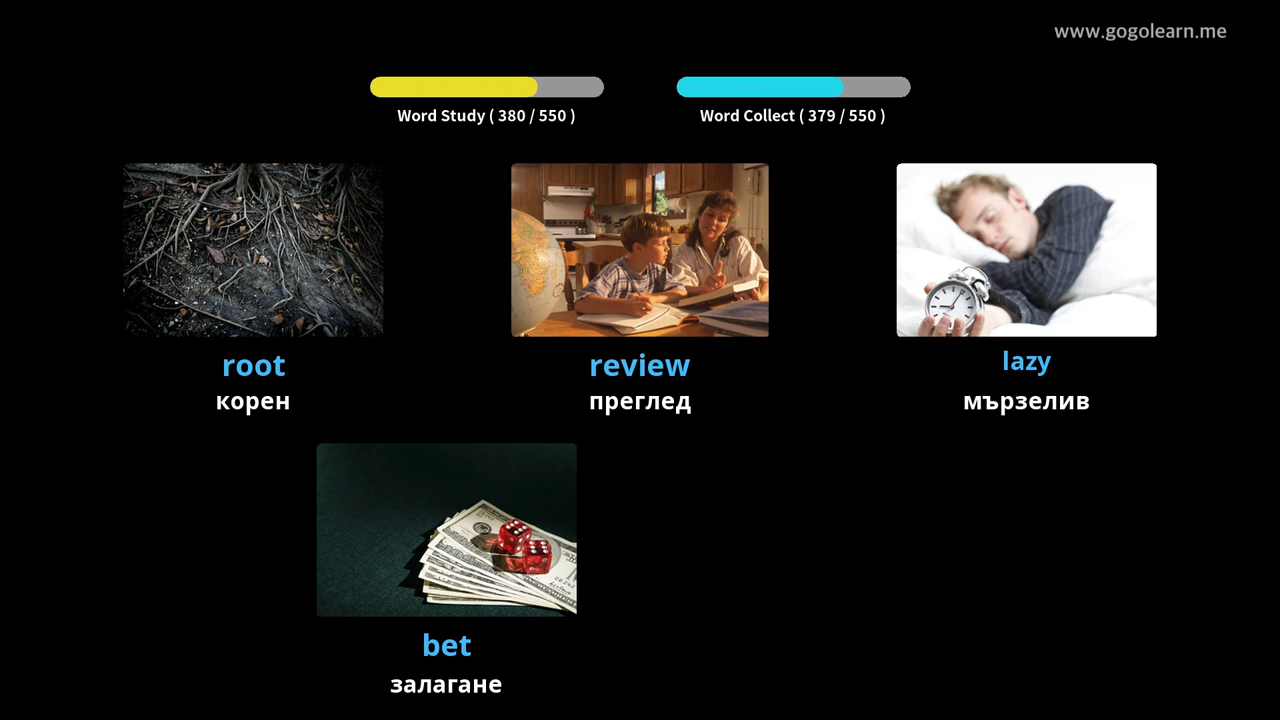 www.gogolearn.me
Word Study ( 380 / 550 )
Word Collect ( 379 / 550 )
root
корен
review
преглед
lazy
мързелив
bet
залагане